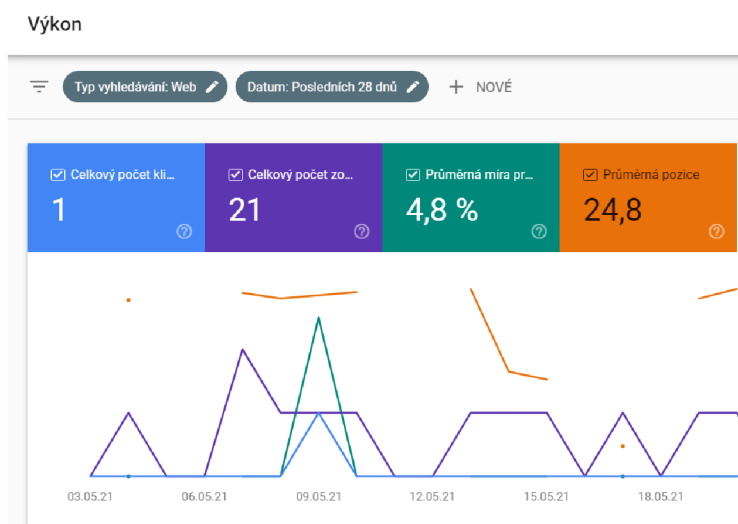 Výkon
Typ vyhledávání: Web
Datum: Posledních 28 dnů
NOVÉ
Celkový počet kli...
1
Celkový počet zo...
21
Průměrná míra pr...
4,8 %
Průměrná pozice
24,8
03.05.21 06.05.21 09.05.21 12.05.21 15.05.21 18.05.21